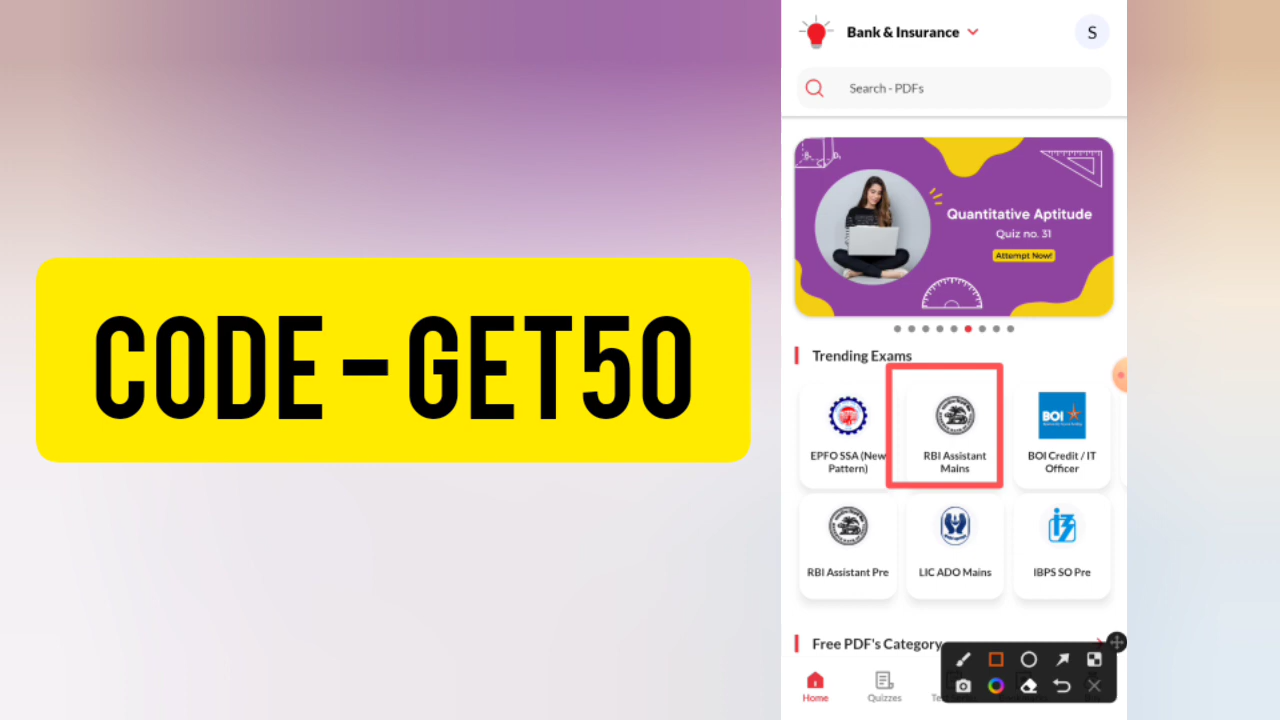 CODE - GET50
Bank & Insurance
S
Search - PDFs
Quantitative Aptitude
Quiz no. 31
Attempt Now!
Trending Exams
EPFO SSA (New
Pattern)
RBI Assistant
Mains
BOI
BOI Credit / IT
Officer
RBI Assistant Pre
LIC ADO Mains
IBPS SO Pre
Free PDF's Category
Home
Quizzes